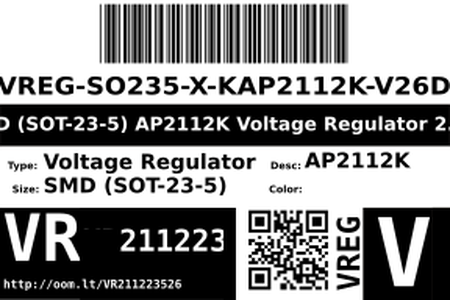 VREG-SO235-X-KAP2112K-V26D
D (SOT-23-5) AP2112K Voltage Regulator 2.
Type: Voltage Regulator Desc: AP2112K
Size: SMD (SOT-23-5) Color:
VR 211223 VREG V
http://oom.lt/VR211223526